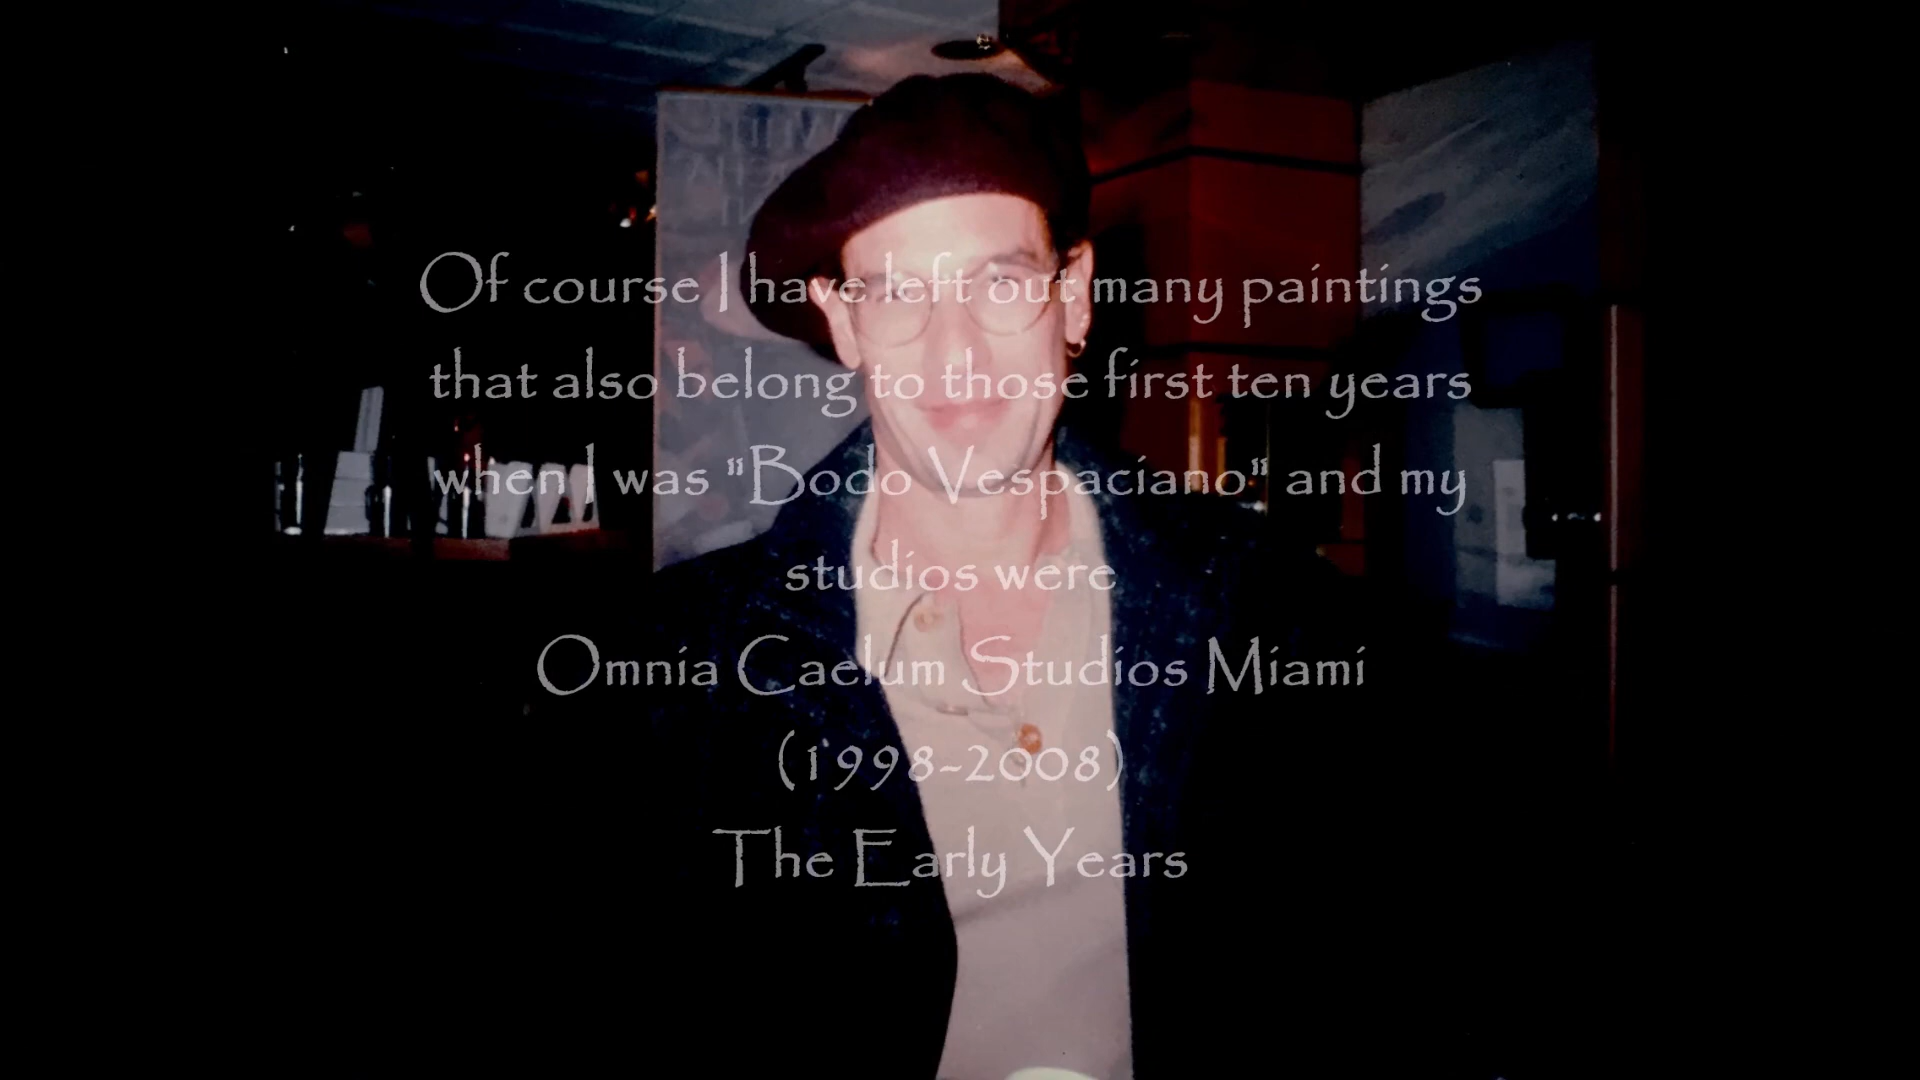 Of course I have left out many paintings
that also belong to those first ten years
when I was "Bodo Vespaciano" and my
studios were
Omnia Caelum Studios Miami
(1998-2008)
The Early Years